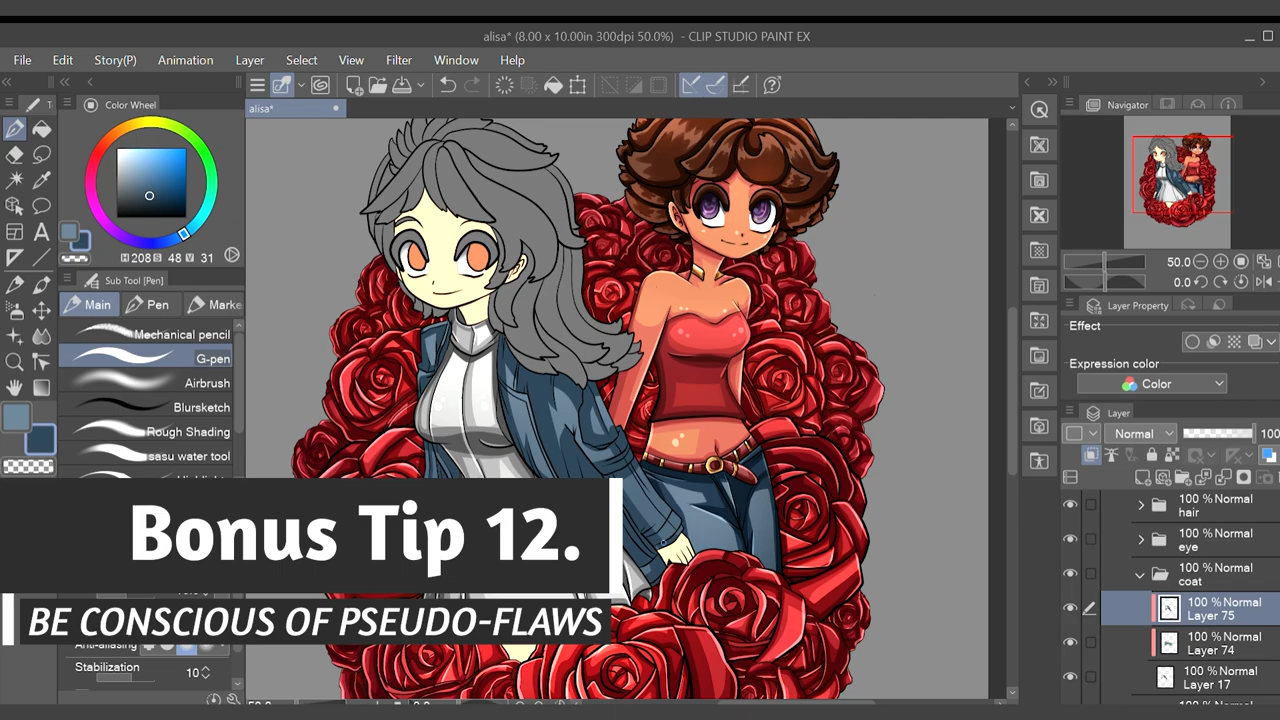 alisa* (8.00 x 10.00in 300dpi 50.0%) - CLIP STUDIO PAINT EX
File Edit Story(P) Animation Layer Select View Filter Window Help
Color Wheel
alisa*
Navigator
H 208 S 48 V 31
50.0
0.0
Sub Tool [Pen]
Main Pen Marke
Layer Property
Effect
Mechanical pencil
G-pen
Airbrush
Blursketch
Rough Shading
sasu water tool
Expression color
Color
Layer
Normal 100
100 % Normal
hair
100 % Normal
eye
100 % Normal
coat
100 % Normal
Layer 75
100 % Normal
Layer 74
100 % Normal
Layer 17
Bonus Tip 12.
BE CONSCIOUS OF PSEUDO-FLAWS
Anti-aliasing
Stabilization
10